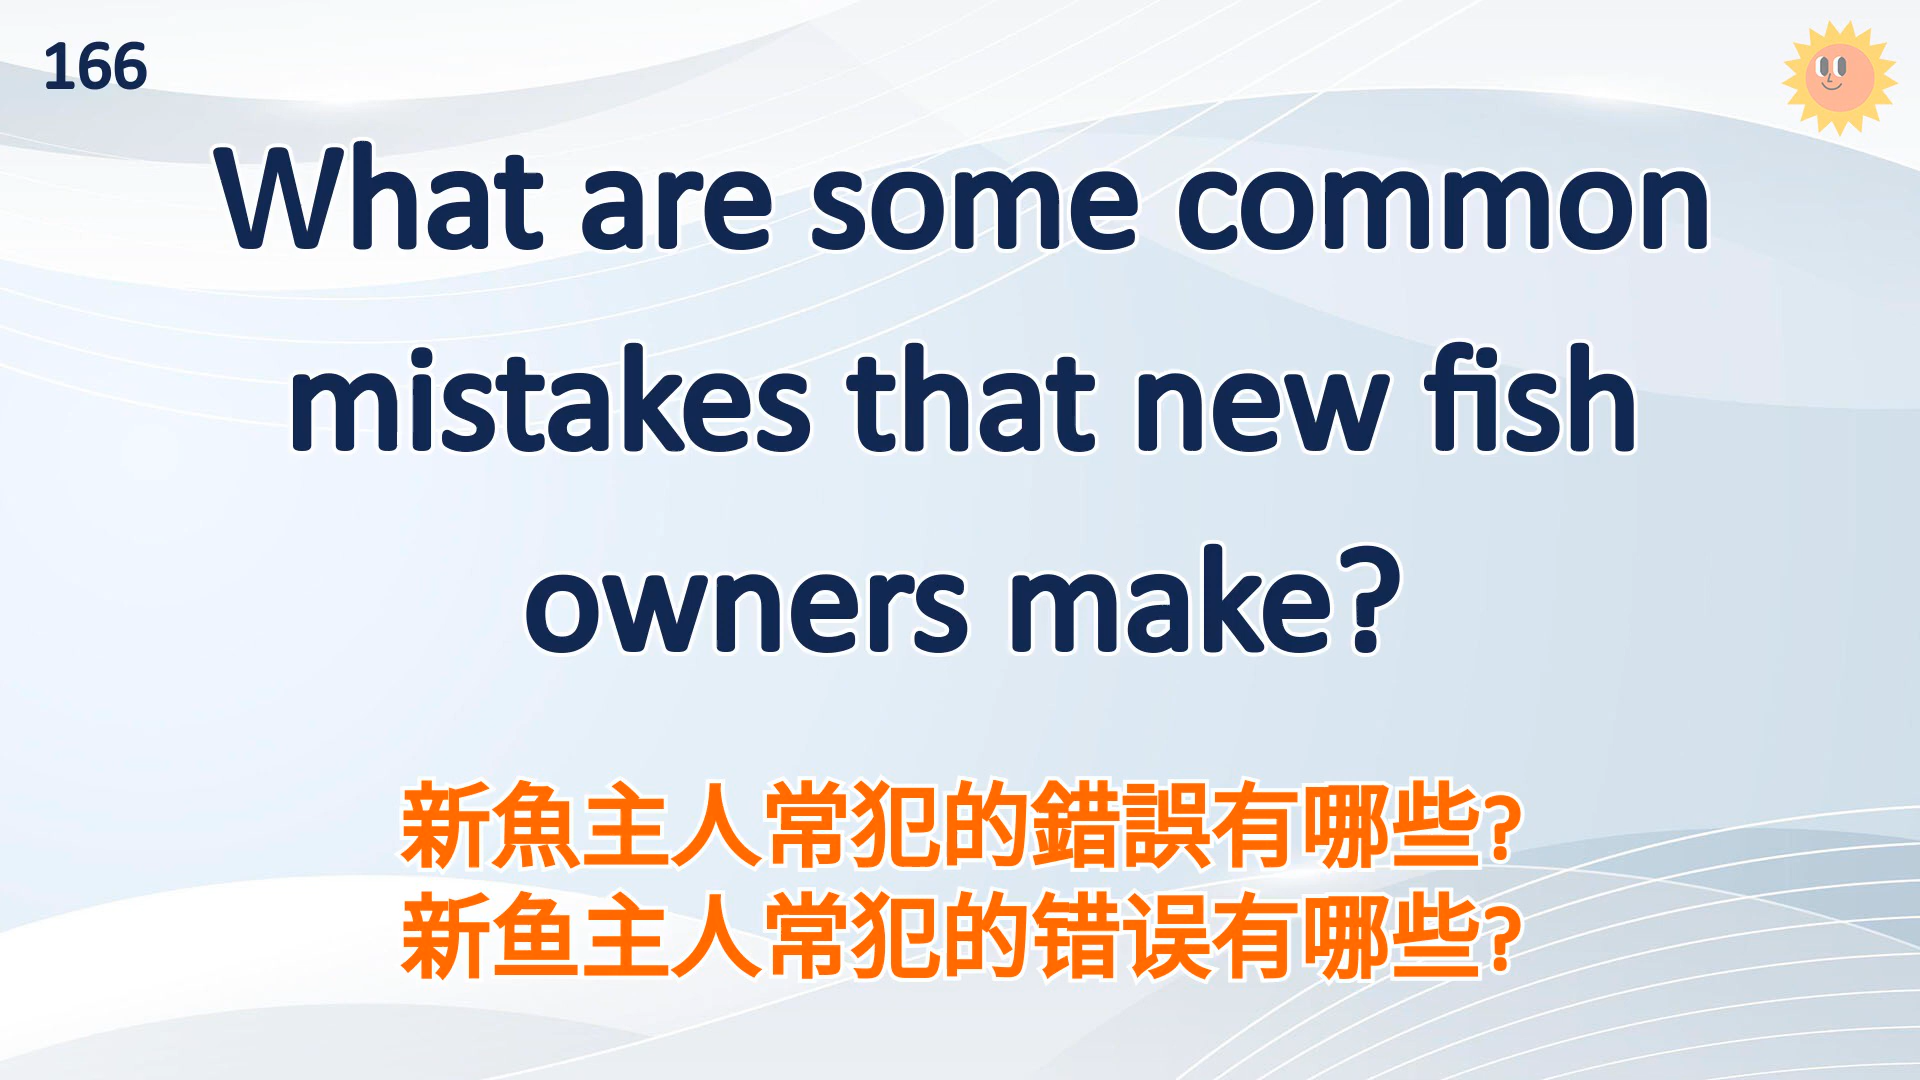 166
What are some common
mistakes that new fish
owners make?
新魚主人常犯的錯誤有哪些?
新鱼主人常犯的错误有哪些?